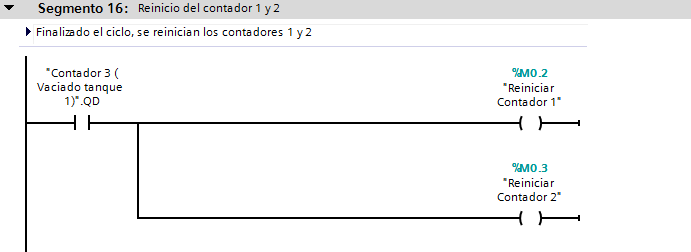 Segmento 16: Reinicio del contador 1 y 2
Finalizado el ciclo, se reinician los contadores 1 y 2
"Contador 3 (
Vaciado tanque
1)".QD
%M0.2
"Reiniciar
Contador 1"
%M0.3
"Reiniciar
Contador 2"